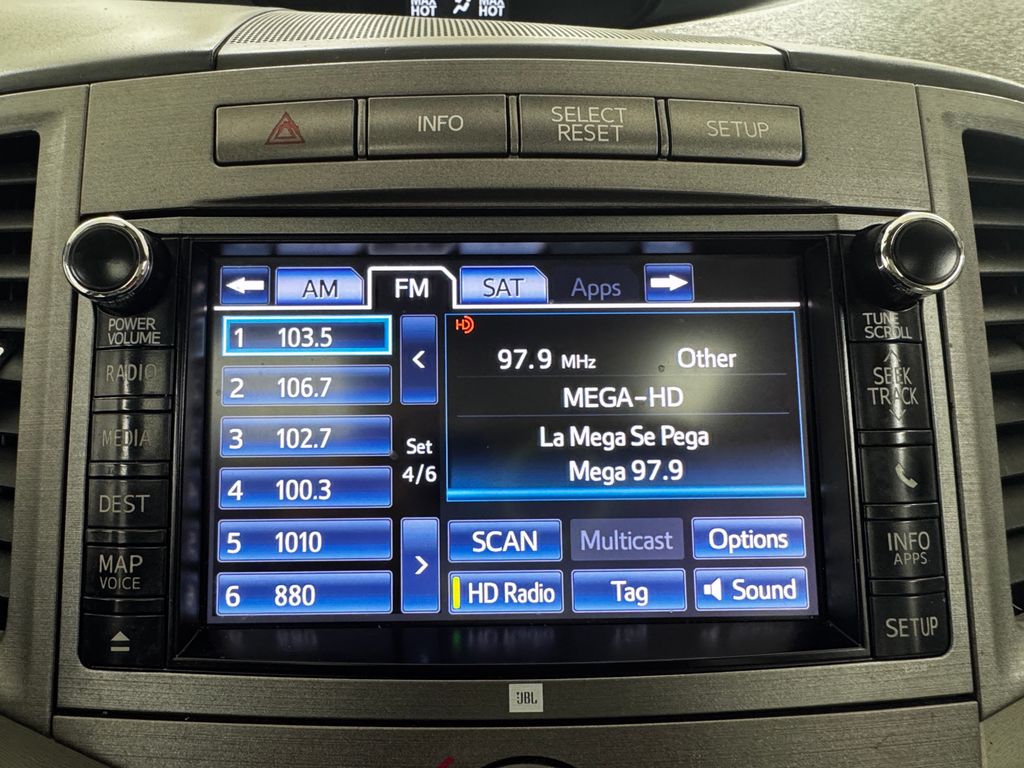 MAX HOT MAX HOT
INFO
SELECT RESET
SETUP
POWER VOLUME
RADIO
MEDIA
DEST
MAP VOICE
AM FM SAT Apps
1 103.5
2 106.7
3 102.7
4 100.3
5 1010
6 880
<
Set
4/6
>
HD
97.9 MHz Other
MEGA-HD
La Mega Se Pega
Mega 97.9
SCAN Multicast Options
HD Radio Tag Sound
TUNE SCROLL
SEEK TRACK
INFO APPS
SETUP
JBL